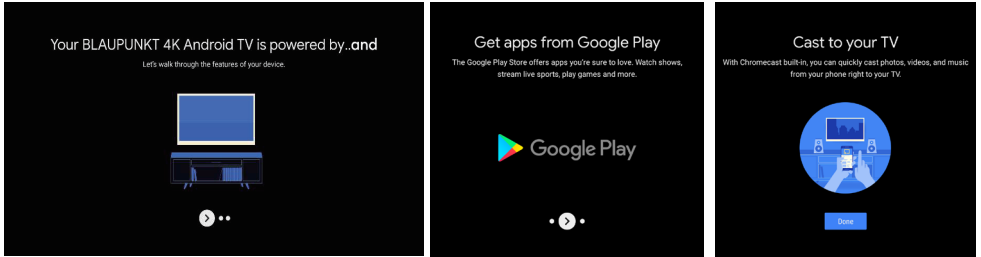 Your BLAUPUNKT 4K Android TV is powered by..and
Let's walk through the features of your device.
Get apps from Google Play
The Google Play Store offers apps you're sure to love. Watch shows,
stream live sports, play games and more.
Google Play
Cast to your TV
With Chromecast built-in, you can quickly cast photos, videos, and music
from your phone right to your TV.
Done